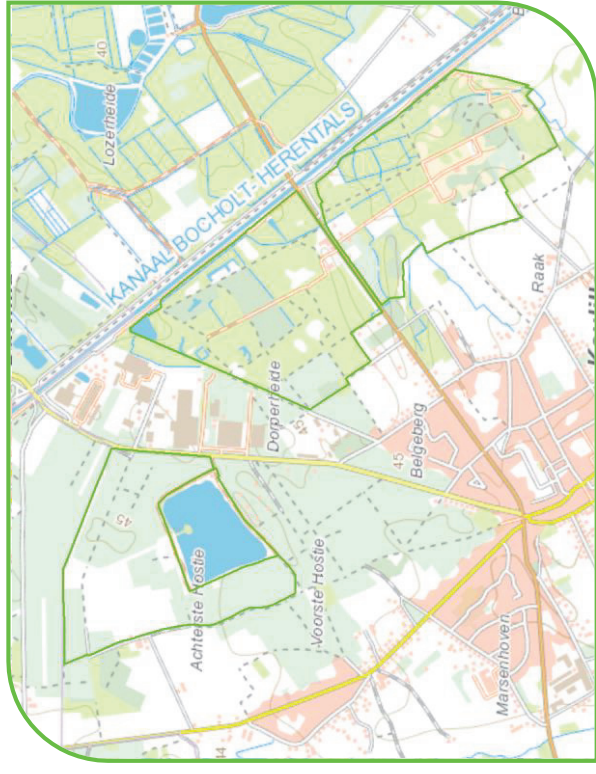 40
Lozerheide
KANAAL BOCHOLT- HERENTALS
Raak
Dorperheide
45
45
Belgeberg
45
Achterste Hostie
Voorste Hostie
Marsenhoven
44